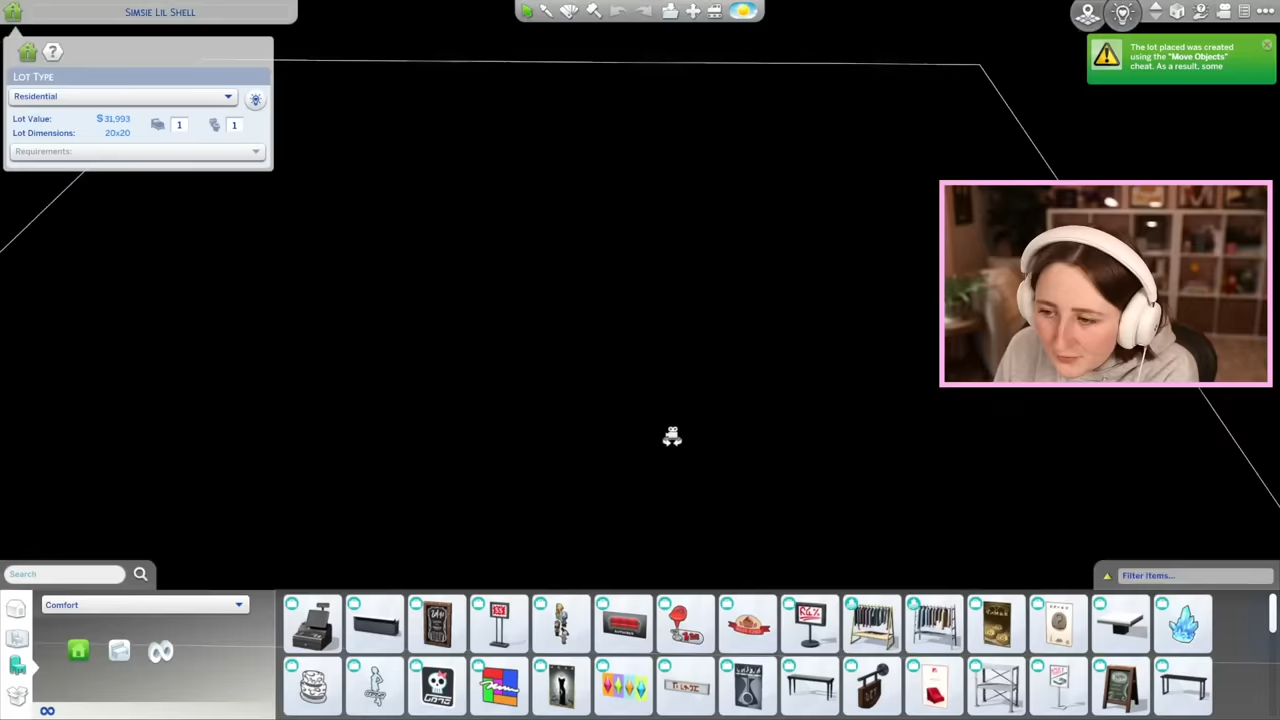 SIMSIE LIL SHELL
LOT TYPE
Residential
Lot Value: $31,993
1
1
Lot Dimensions: 20x20
Requirements:
The lot placed was created
using the "Move Objects"
cheat. As a result, some
Search
Filter Items...
Comfort